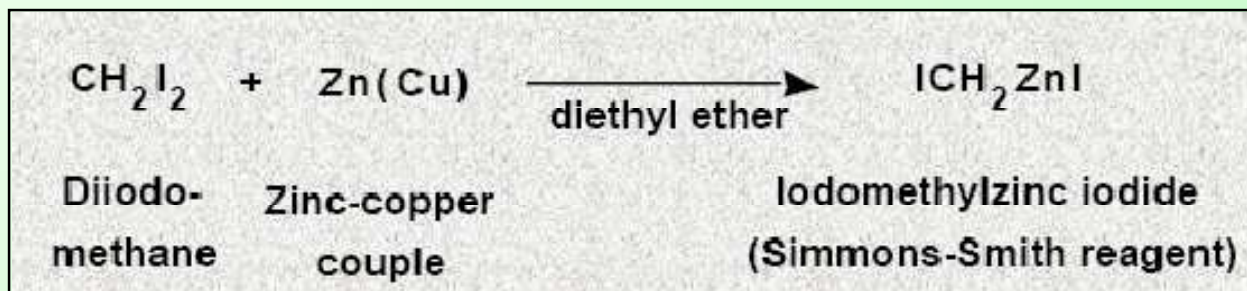 CH₂I₂ + Zn(Cu) ICH₂ZnI
diethyl ether
Diiodo- Zinc-copper Iodomethylzinc iodide
methane couple (Simmons-Smith reagent)